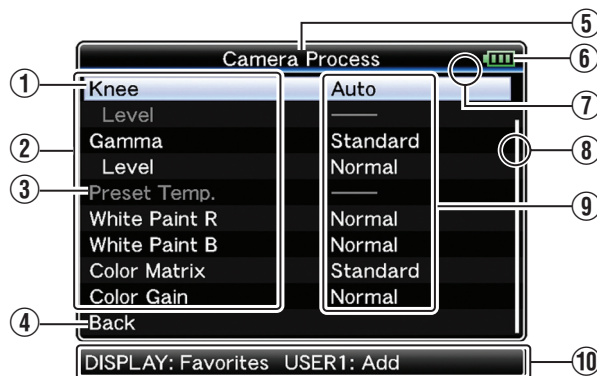 Camera Process
Knee Auto
Level ——
Gamma Standard
Level Normal
Preset Temp. ——
White Paint R Normal
White Paint B Normal
Color Matrix Standard
Color Gain Normal
Back
DISPLAY: Favorites USER1: Add
①
②
③
④
⑤
⑥
⑦
⑧
⑨
⑩